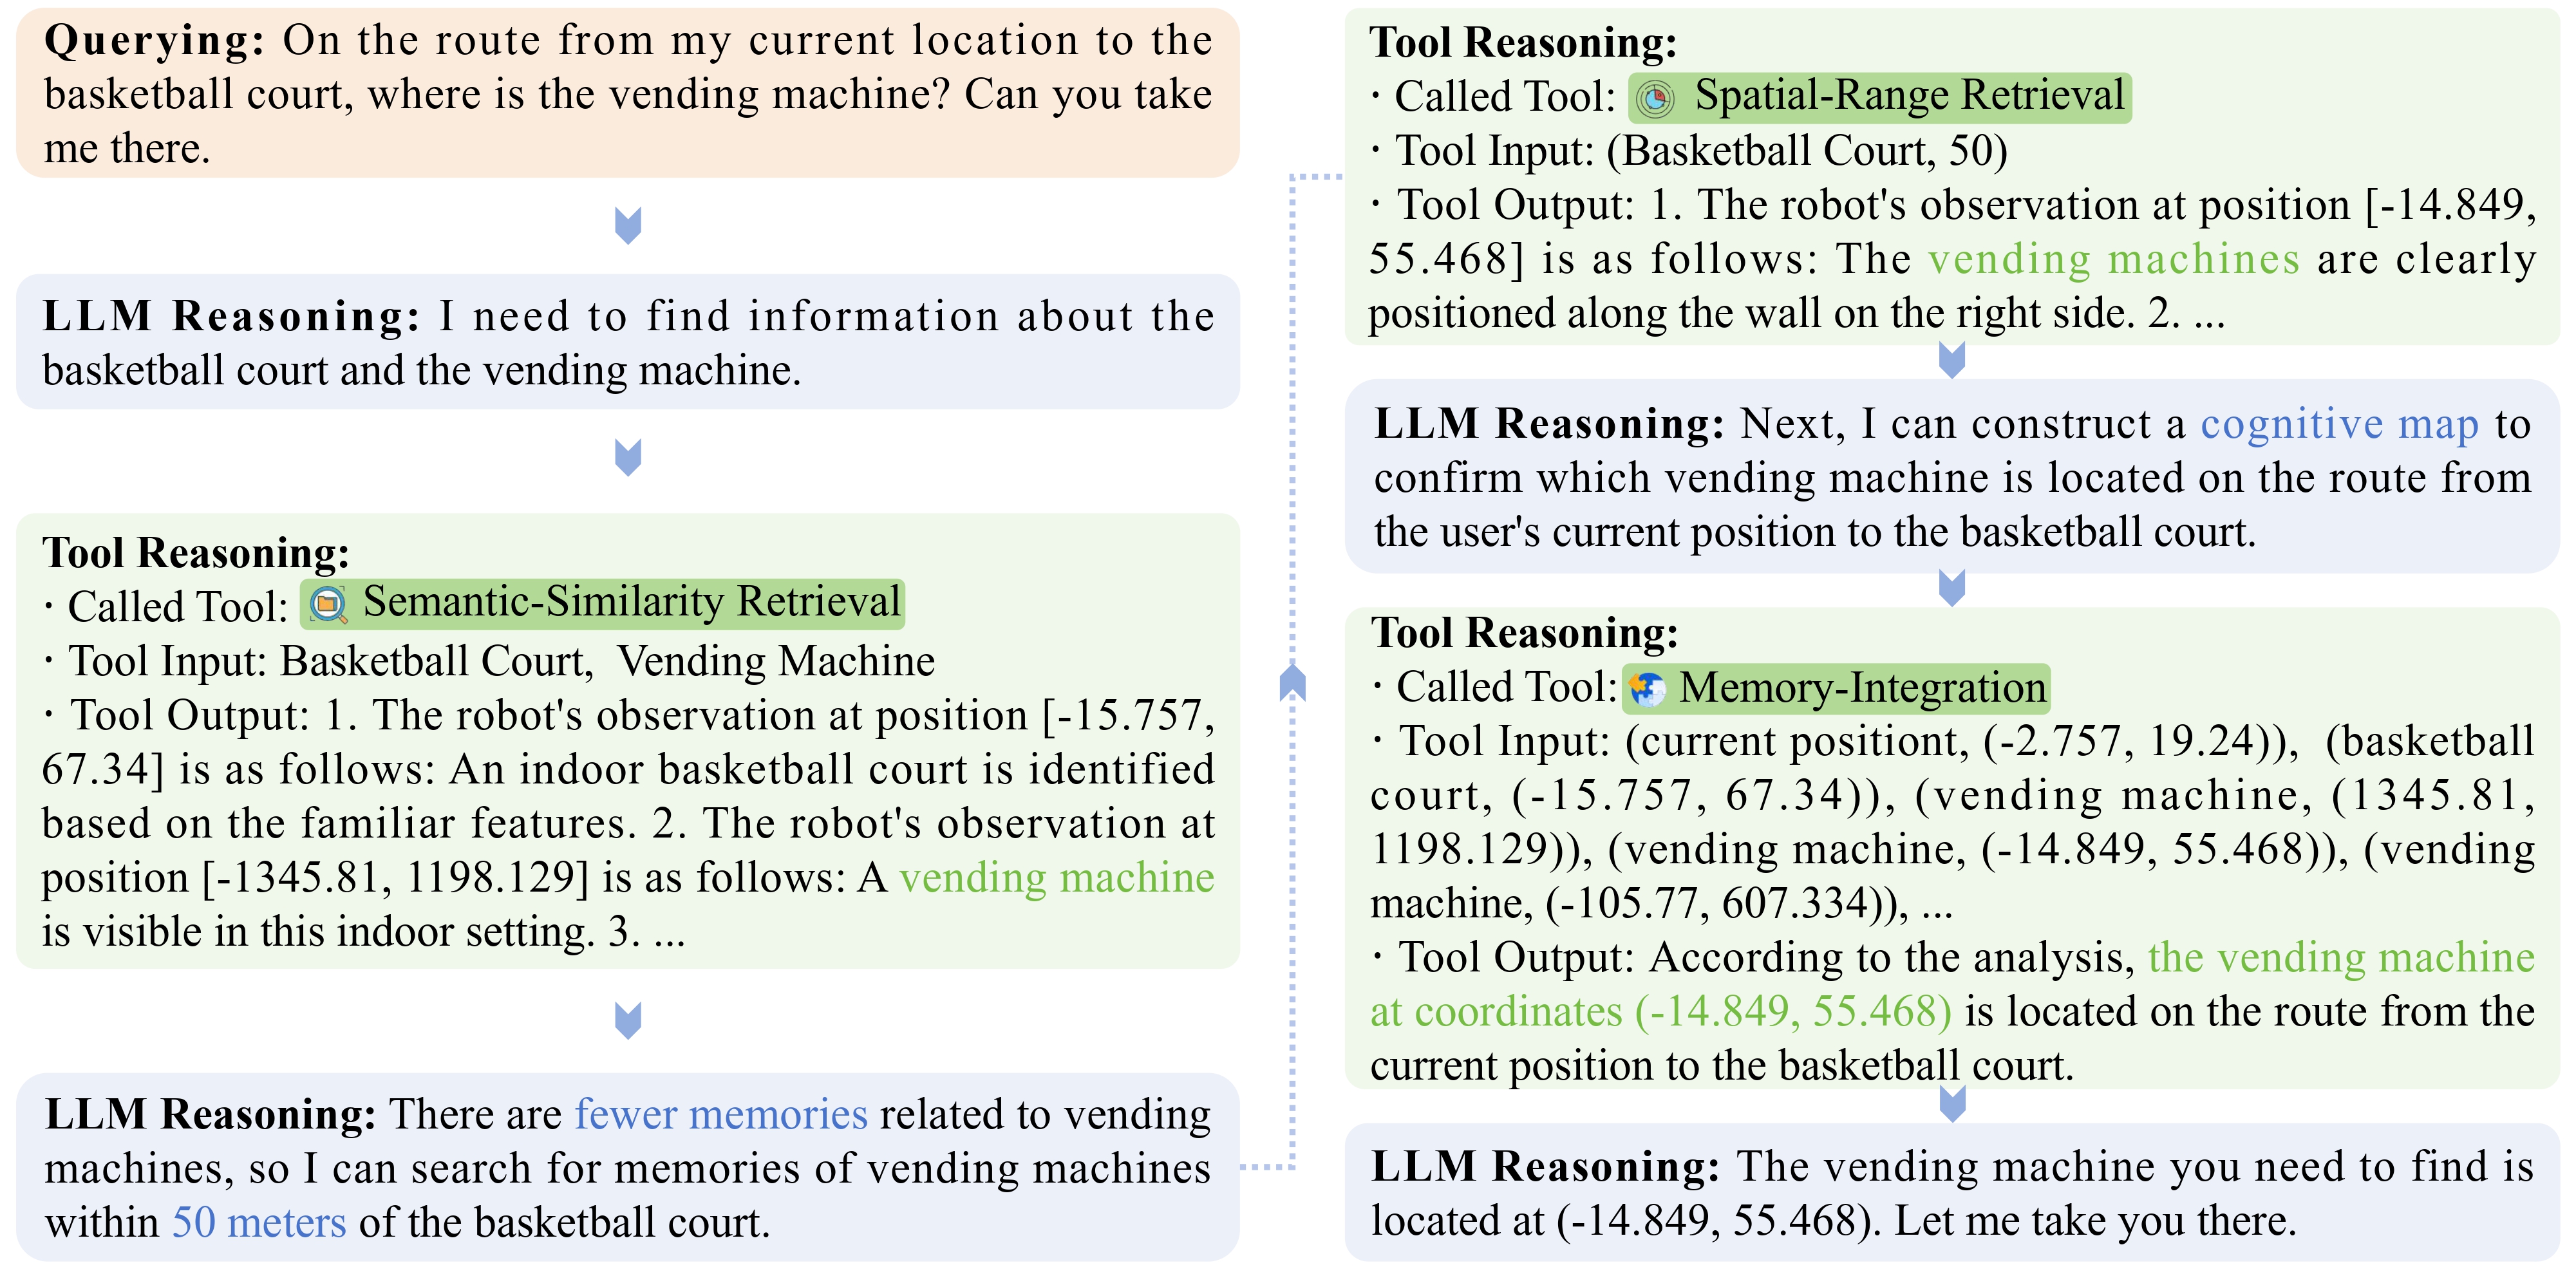 Querying: On the route from my current location to the
basketball court, where is the vending machine? Can you take
me there.
LLM Reasoning: I need to find information about the
basketball court and the vending machine.
Tool Reasoning:
· Called Tool: Semantic-Similarity Retrieval
· Tool Input: Basketball Court, Vending Machine
· Tool Output: 1. The robot's observation at position [-15.757,
67.34] is as follows: An indoor basketball court is identified
based on the familiar features. 2. The robot's observation at
position [-1345.81, 1198.129] is as follows: A vending machine
is visible in this indoor setting. 3. ...
LLM Reasoning: There are fewer memories related to vending
machines, so I can search for memories of vending machines
within 50 meters of the basketball court.
Tool Reasoning:
· Called Tool: Spatial-Range Retrieval
· Tool Input: (Basketball Court, 50)
· Tool Output: 1. The robot's observation at position [-14.849,
55.468] is as follows: The vending machines are clearly
positioned along the wall on the right side. 2. ...
LLM Reasoning: Next, I can construct a cognitive map to
confirm which vending machine is located on the route from
the user's current position to the basketball court.
Tool Reasoning:
· Called Tool: Memory-Integration
· Tool Input: (current positiont, (-2.757, 19.24)), (basketball
court, (-15.757, 67.34)), (vending machine, (1345.81,
1198.129)), (vending machine, (-14.849, 55.468)), (vending
machine, (-105.77, 607.334)), ...
· Tool Output: According to the analysis, the vending machine
at coordinates (-14.849, 55.468) is located on the route from the
current position to the basketball court.
LLM Reasoning: The vending machine you need to find is
located at (-14.849, 55.468). Let me take you there.